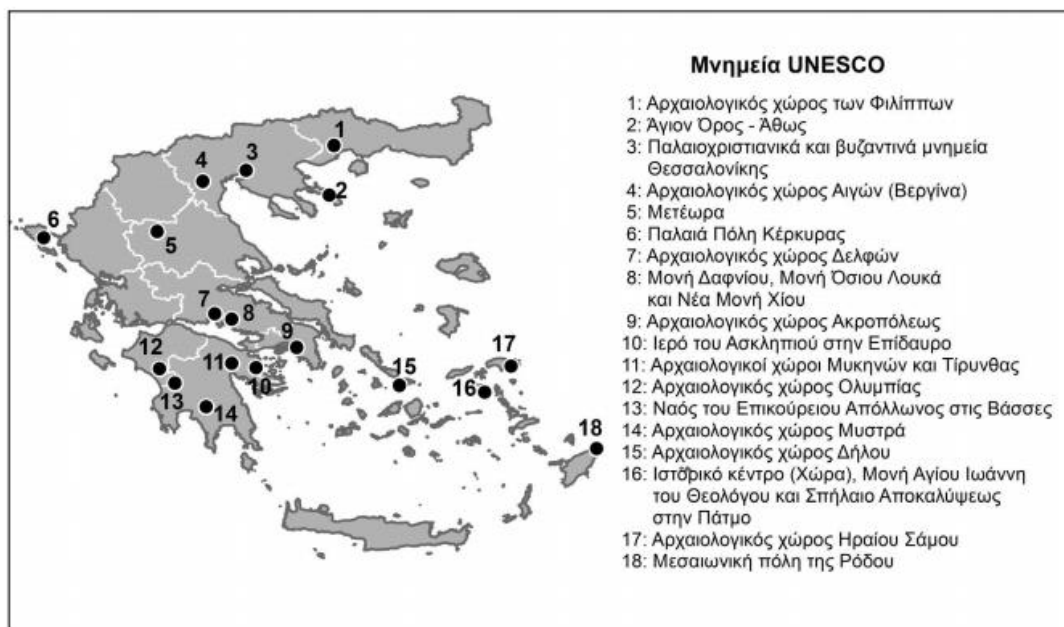 Μνημεία UNESCO
1: Αρχαιολογικός χώρος των Φιλίππων
2: Άγιον Όρος - Άθως
3: Παλαιοχριστιανικά και βυζαντινά μνημεία
Θεσσαλονίκης
4: Αρχαιολογικός χώρος Αιγών (Βεργίνα)
5: Μετέωρα
6: Παλαιά Πόλη Κέρκυρας
7: Αρχαιολογικός χώρος Δελφών
8: Μονή Δαφνίου, Μονή Όσιου Λουκά
και Νέα Μονή Χίου
9: Αρχαιολογικός χώρος Ακροπόλεως
10: Ιερό του Ασκληπιού στην Επίδαυρο
11: Αρχαιολογικοί χώροι Μυκηνών και Τίρυνθας
12: Αρχαιολογικός χώρος Ολυμπίας
13: Ναός του Επικούρειου Απόλλωνος στις Βάσσες
14: Αρχαιολογικός χώρος Μυστρά
15: Αρχαιολογικός χώρος Δήλου
16: Ιστορικό κέντρο (Χώρα), Μονή Αγίου Ιωάννη
του Θεολόγου και Σπήλαιο Αποκαλύψεως
στην Πάτμο
17: Αρχαιολογικός χώρος Ηραίου Σάμου
18: Μεσαιωνική πόλη της Ρόδου
1
3
4
2
6
5
7
8
9
17
12
11
15
16
10
13
14
18